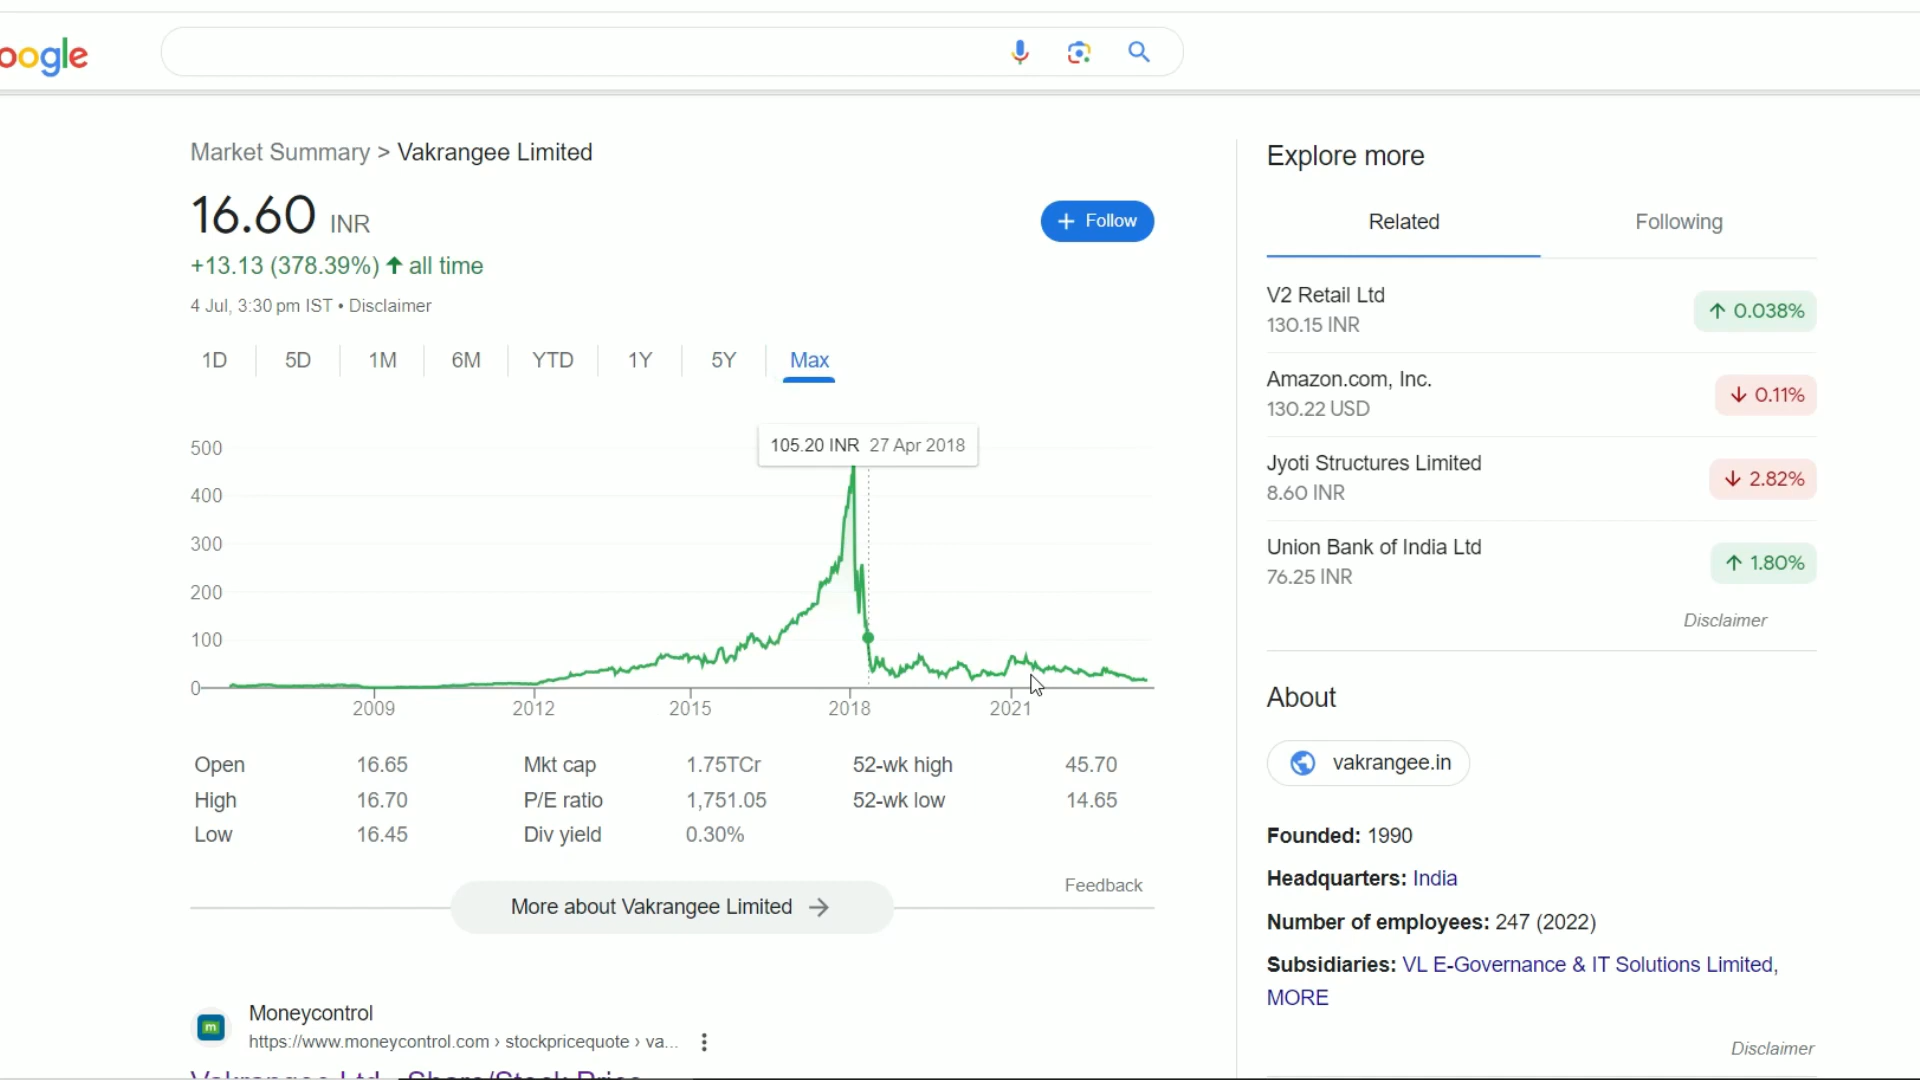 oogle
Market Summary > Vakrangee Limited
16.60 INR
+ Follow
+13.13 (378.39%) ↑ all time
4 Jul, 3:30 pm IST • Disclaimer
1D 5D 1M 6M YTD 1Y 5Y Max
105.20 INR 27 Apr 2018
500
400
300
200
100
0
2009 2012 2015 2018 2021
Open 16.65 Mkt cap 1.75TCr 52-wk high 45.70
High 16.70 P/E ratio 1,751.05 52-wk low 14.65
Low 16.45 Div yield 0.30%
Feedback
More about Vakrangee Limited →
Moneycontrol
https://www.moneycontrol.com › stockpricequote › va...
Vakrangee Ltd Share/Stock Price
Explore more
Related Following
V2 Retail Ltd
130.15 INR
↑ 0.038%
Amazon.com, Inc.
130.22 USD
↓ 0.11%
Jyoti Structures Limited
8.60 INR
↓ 2.82%
Union Bank of India Ltd
76.25 INR
↑ 1.80%
Disclaimer
About
vakrangee.in
Founded: 1990
Headquarters: India
Number of employees: 247 (2022)
Subsidiaries: VL E-Governance & IT Solutions Limited,
MORE
Disclaimer